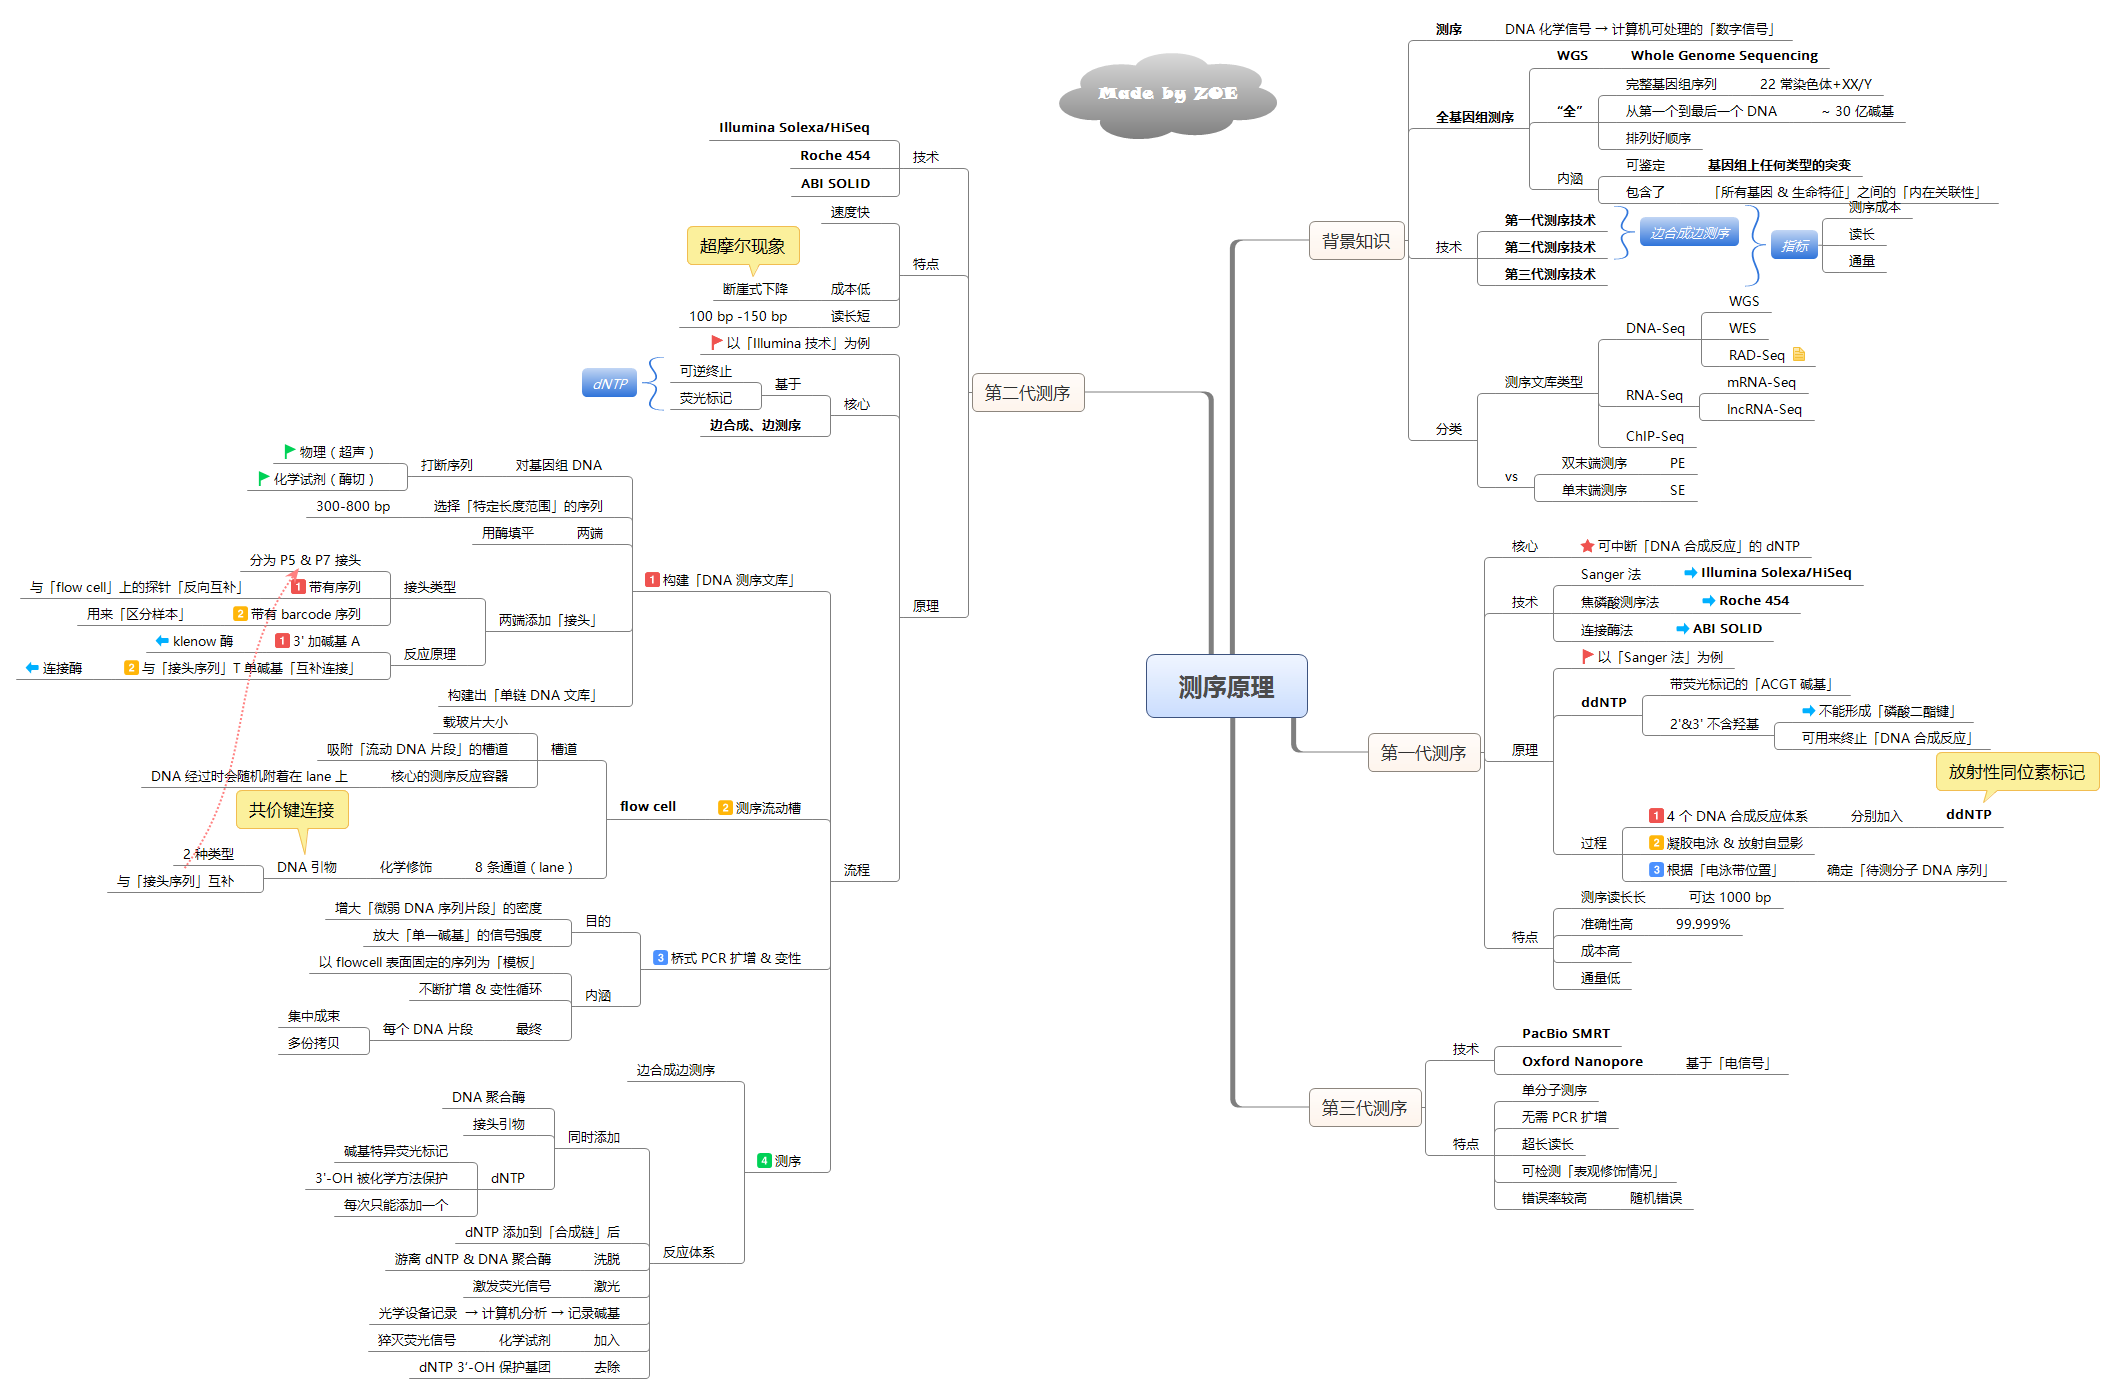 Made by ZOE
测序原理
背景知识
测序 DNA 化学信号 → 计算机可处理的「数字信号」
全基因组测序
WGS Whole Genome Sequencing
“全”
完整基因组序列 22 常染色体+XX/Y
从第一个到最后一个 DNA ~ 30 亿碱基
排列好顺序
内涵
可鉴定 基因组上任何类型的突变
包含了 「所有基因 & 生命特征」之间的「内在关联性」
技术
第一代测序技术
第二代测序技术
第三代测序技术
边合成边测序
指标
测序成本
读长
通量
分类
测序文库类型
DNA-Seq
WGS
WES
RAD-Seq
RNA-Seq
mRNA-Seq
lncRNA-Seq
ChIP-Seq
vs
双末端测序 PE
单末端测序 SE
第一代测序
核心 可中断「DNA 合成反应」的 dNTP
技术
Sanger 法 Illumina Solexa/HiSeq
焦磷酸测序法 Roche 454
连接酶法 ABI SOLID
原理
以「Sanger 法」为例
ddNTP
带荧光标记的「ACGT 碱基」
2'&3' 不含羟基
不能形成「磷酸二酯键」
可用来终止「DNA 合成反应」
放射性同位素标记
过程
1 4 个 DNA 合成反应体系 分别加入 ddNTP
2 凝胶电泳 & 放射自显影
3 根据「电泳带位置」 确定「待测分子 DNA 序列」
特点
测序读长长 可达 1000 bp
准确性高 99.999%
成本高
通量低
第三代测序
技术
PacBio SMRT
Oxford Nanopore 基于「电信号」
特点
单分子测序
无需 PCR 扩增
超长读长
可检测「表观修饰情况」
错误率较高 随机错误
第二代测序
技术
Illumina Solexa/HiSeq
Roche 454
ABI SOLID
特点
速度快
超摩尔现象
断崖式下降 成本低
100 bp -150 bp 读长短
原理
以「Illumina 技术」为例
核心
基于
可逆终止
荧光标记
dNTP
边合成、边测序
流程
1 构建「DNA 测序文库」
物理（超声）
化学试剂（酶切）
打断序列 对基因组 DNA
300-800 bp 选择「特定长度范围」的序列
用酶填平 两端
两端添加「接头」
接头类型
分为 P5 & P7 接头
与「flow cell」上的探针「反向互补」 1 带有序列
用来「区分样本」 2 带有 barcode 序列
反应原理
klenow 酶 1 3' 加碱基 A
连接酶 2 与「接头序列」T 单碱基「互补连接」
构建出「单链 DNA 文库」
flow cell 2 测序流动槽
槽道
载玻片大小
吸附「流动 DNA 片段」的槽道
DNA 经过时会随机附着在 lane 上 核心的测序反应容器
共价键连接
2 种类型
与「接头序列」互补
DNA 引物 化学修饰 8 条通道（lane）
3 桥式 PCR 扩增 & 变性
目的
增大「微弱 DNA 序列片段」的密度
放大「单一碱基」的信号强度
内涵
以 flowcell 表面固定的序列为「模板」
不断扩增 & 变性循环
集中成束
多份拷贝
每个 DNA 片段 最终
4 测序
边合成边测序
反应体系
同时添加
DNA 聚合酶
接头引物
dNTP
碱基特异荧光标记
3'-OH 被化学方法保护
每次只能添加一个
dNTP 添加到「合成链」后
游离 dNTP & DNA 聚合酶 洗脱
激发荧光信号 激光
光学设备记录 → 计算机分析 → 记录碱基
猝灭荧光信号 化学试剂 加入
dNTP 3'-OH 保护基团 去除